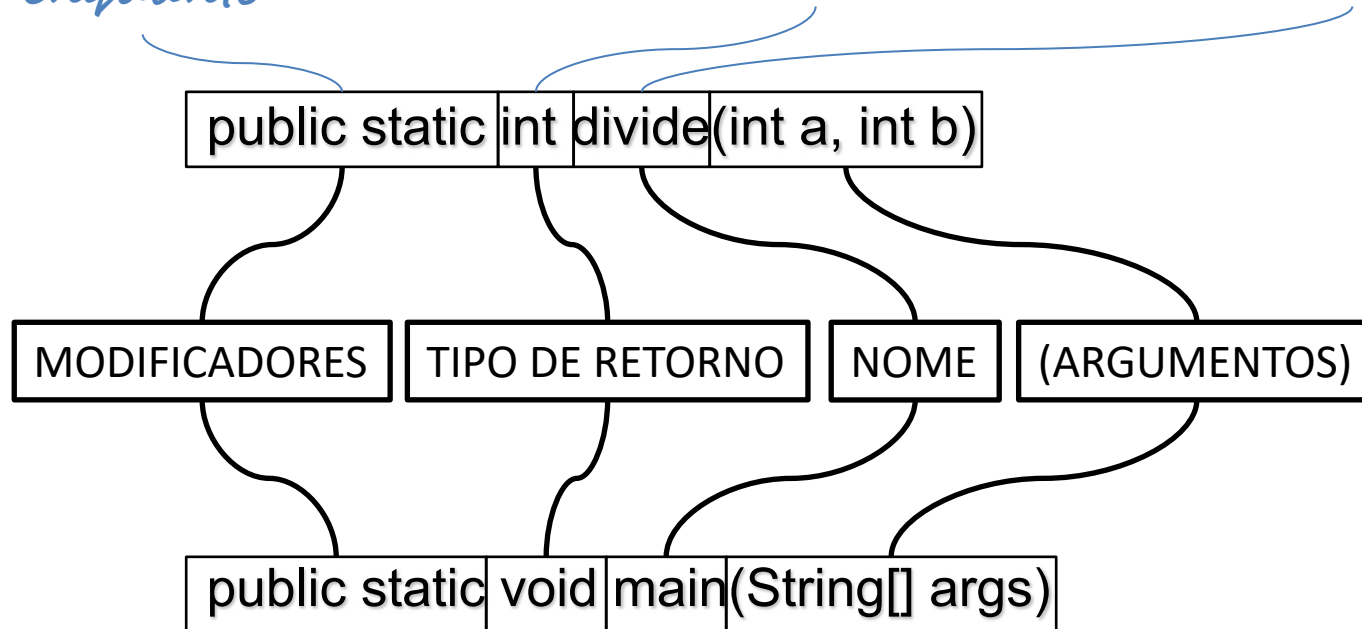 public static int divide(int a, int b)
MODIFICADORES TIPO DE RETORNO NOME (ARGUMENTOS)
public static void main(String[] args)